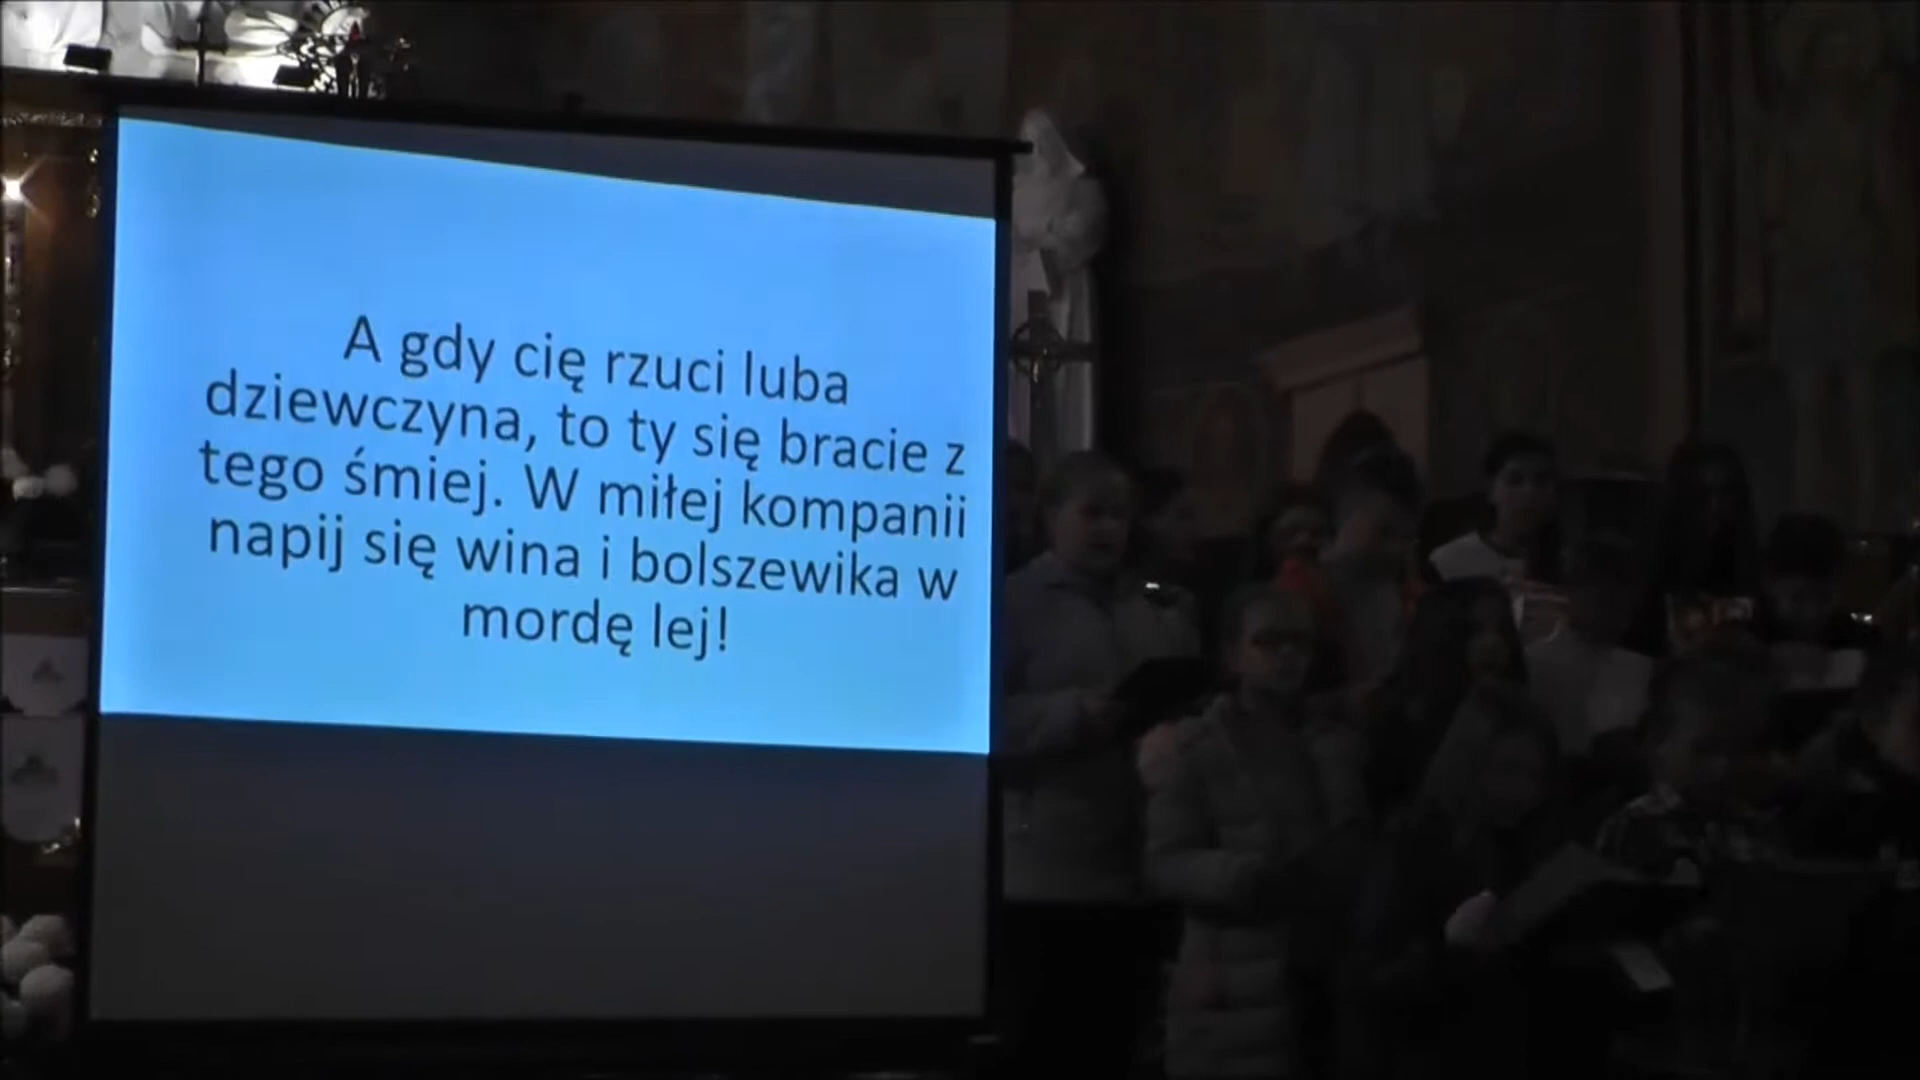 A gdy cię rzuci luba
dziewczyna, to ty się bracie z
tego śmiej. W miłej kompanii
napij się wina i bolszewika w
mordę lej!